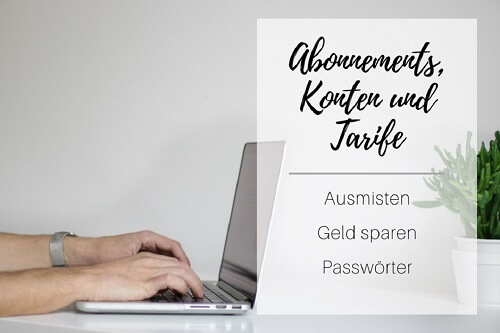 Abonnements,
Konten und
Tarife
Ausmisten
Geld sparen
Passwörter